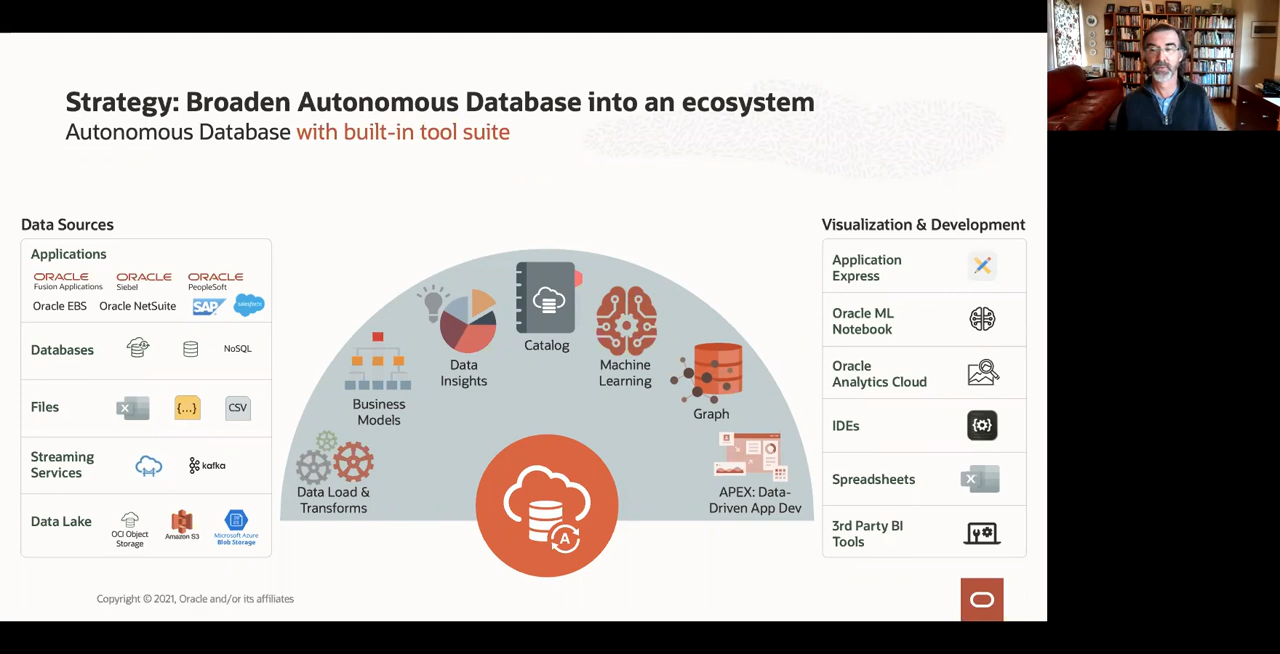 Strategy: Broaden Autonomous Database into an ecosystem
Autonomous Database with built-in tool suite
Data Sources
Applications
ORACLE
Fusion Applications
ORACLE
Siebel
ORACLE
PeopleSoft
Oracle EBS
Oracle NetSuite
SAP
salesforce
Databases
NoSQL
Files
X
{...}
CSV
Streaming
Services
kafka
Data Lake
OCI Object
Storage
Amazon S3
Microsoft Azure
Blob Storage
Data Load &
Transforms
Business
Models
Data
Insights
Catalog
Machine
Learning
Graph
APEX: Data-
Driven App Dev
A
Visualization & Development
Application
Express
Oracle ML
Notebook
Oracle
Analytics Cloud
IDEs
Spreadsheets
X
3rd Party BI
Tools
Copyright © 2021, Oracle and/or its affiliates